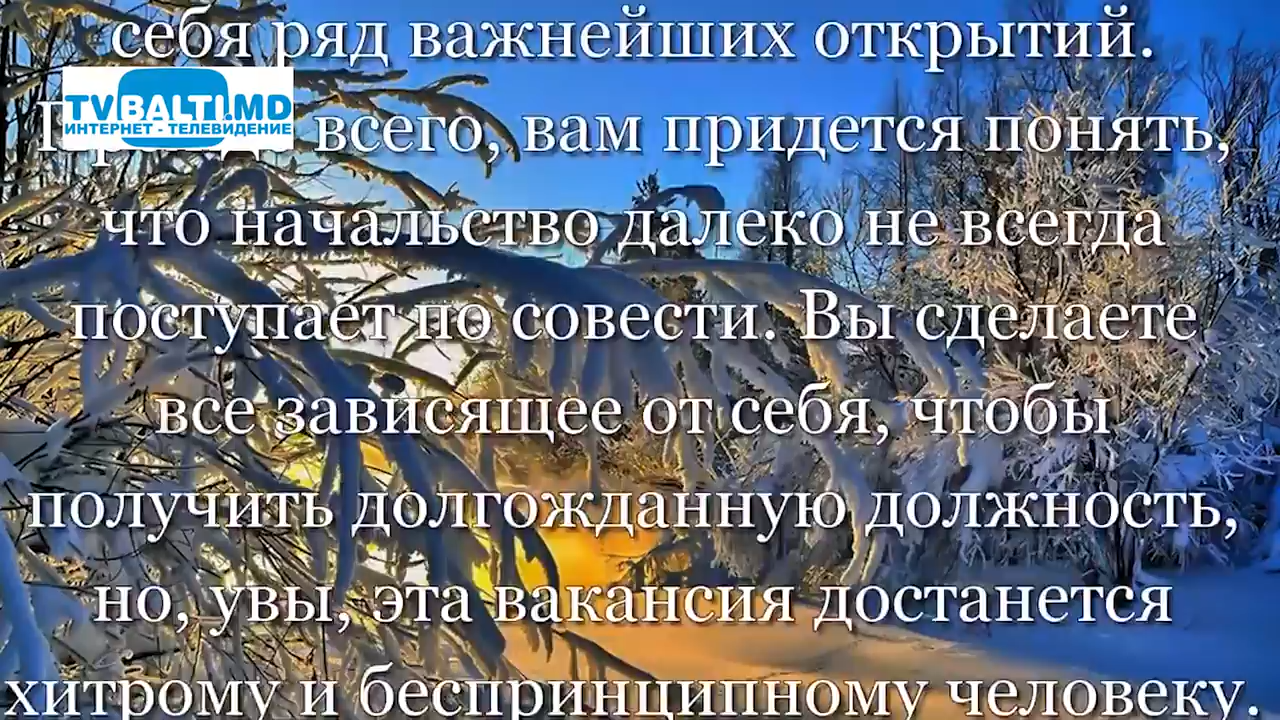 себя ряд важнейших открытий.
TVBALTI.MD
ИНТЕРНЕТ - ТЕЛЕВИДЕНИЕ
всего, вам придется понять,
что начальство далеко не всегда
поступает по совести. Вы сделаете
все зависящее от себя, чтобы
получить долгожданную должность,
но, увы, эта вакансия достанется
хитрому и беспринципному человеку.